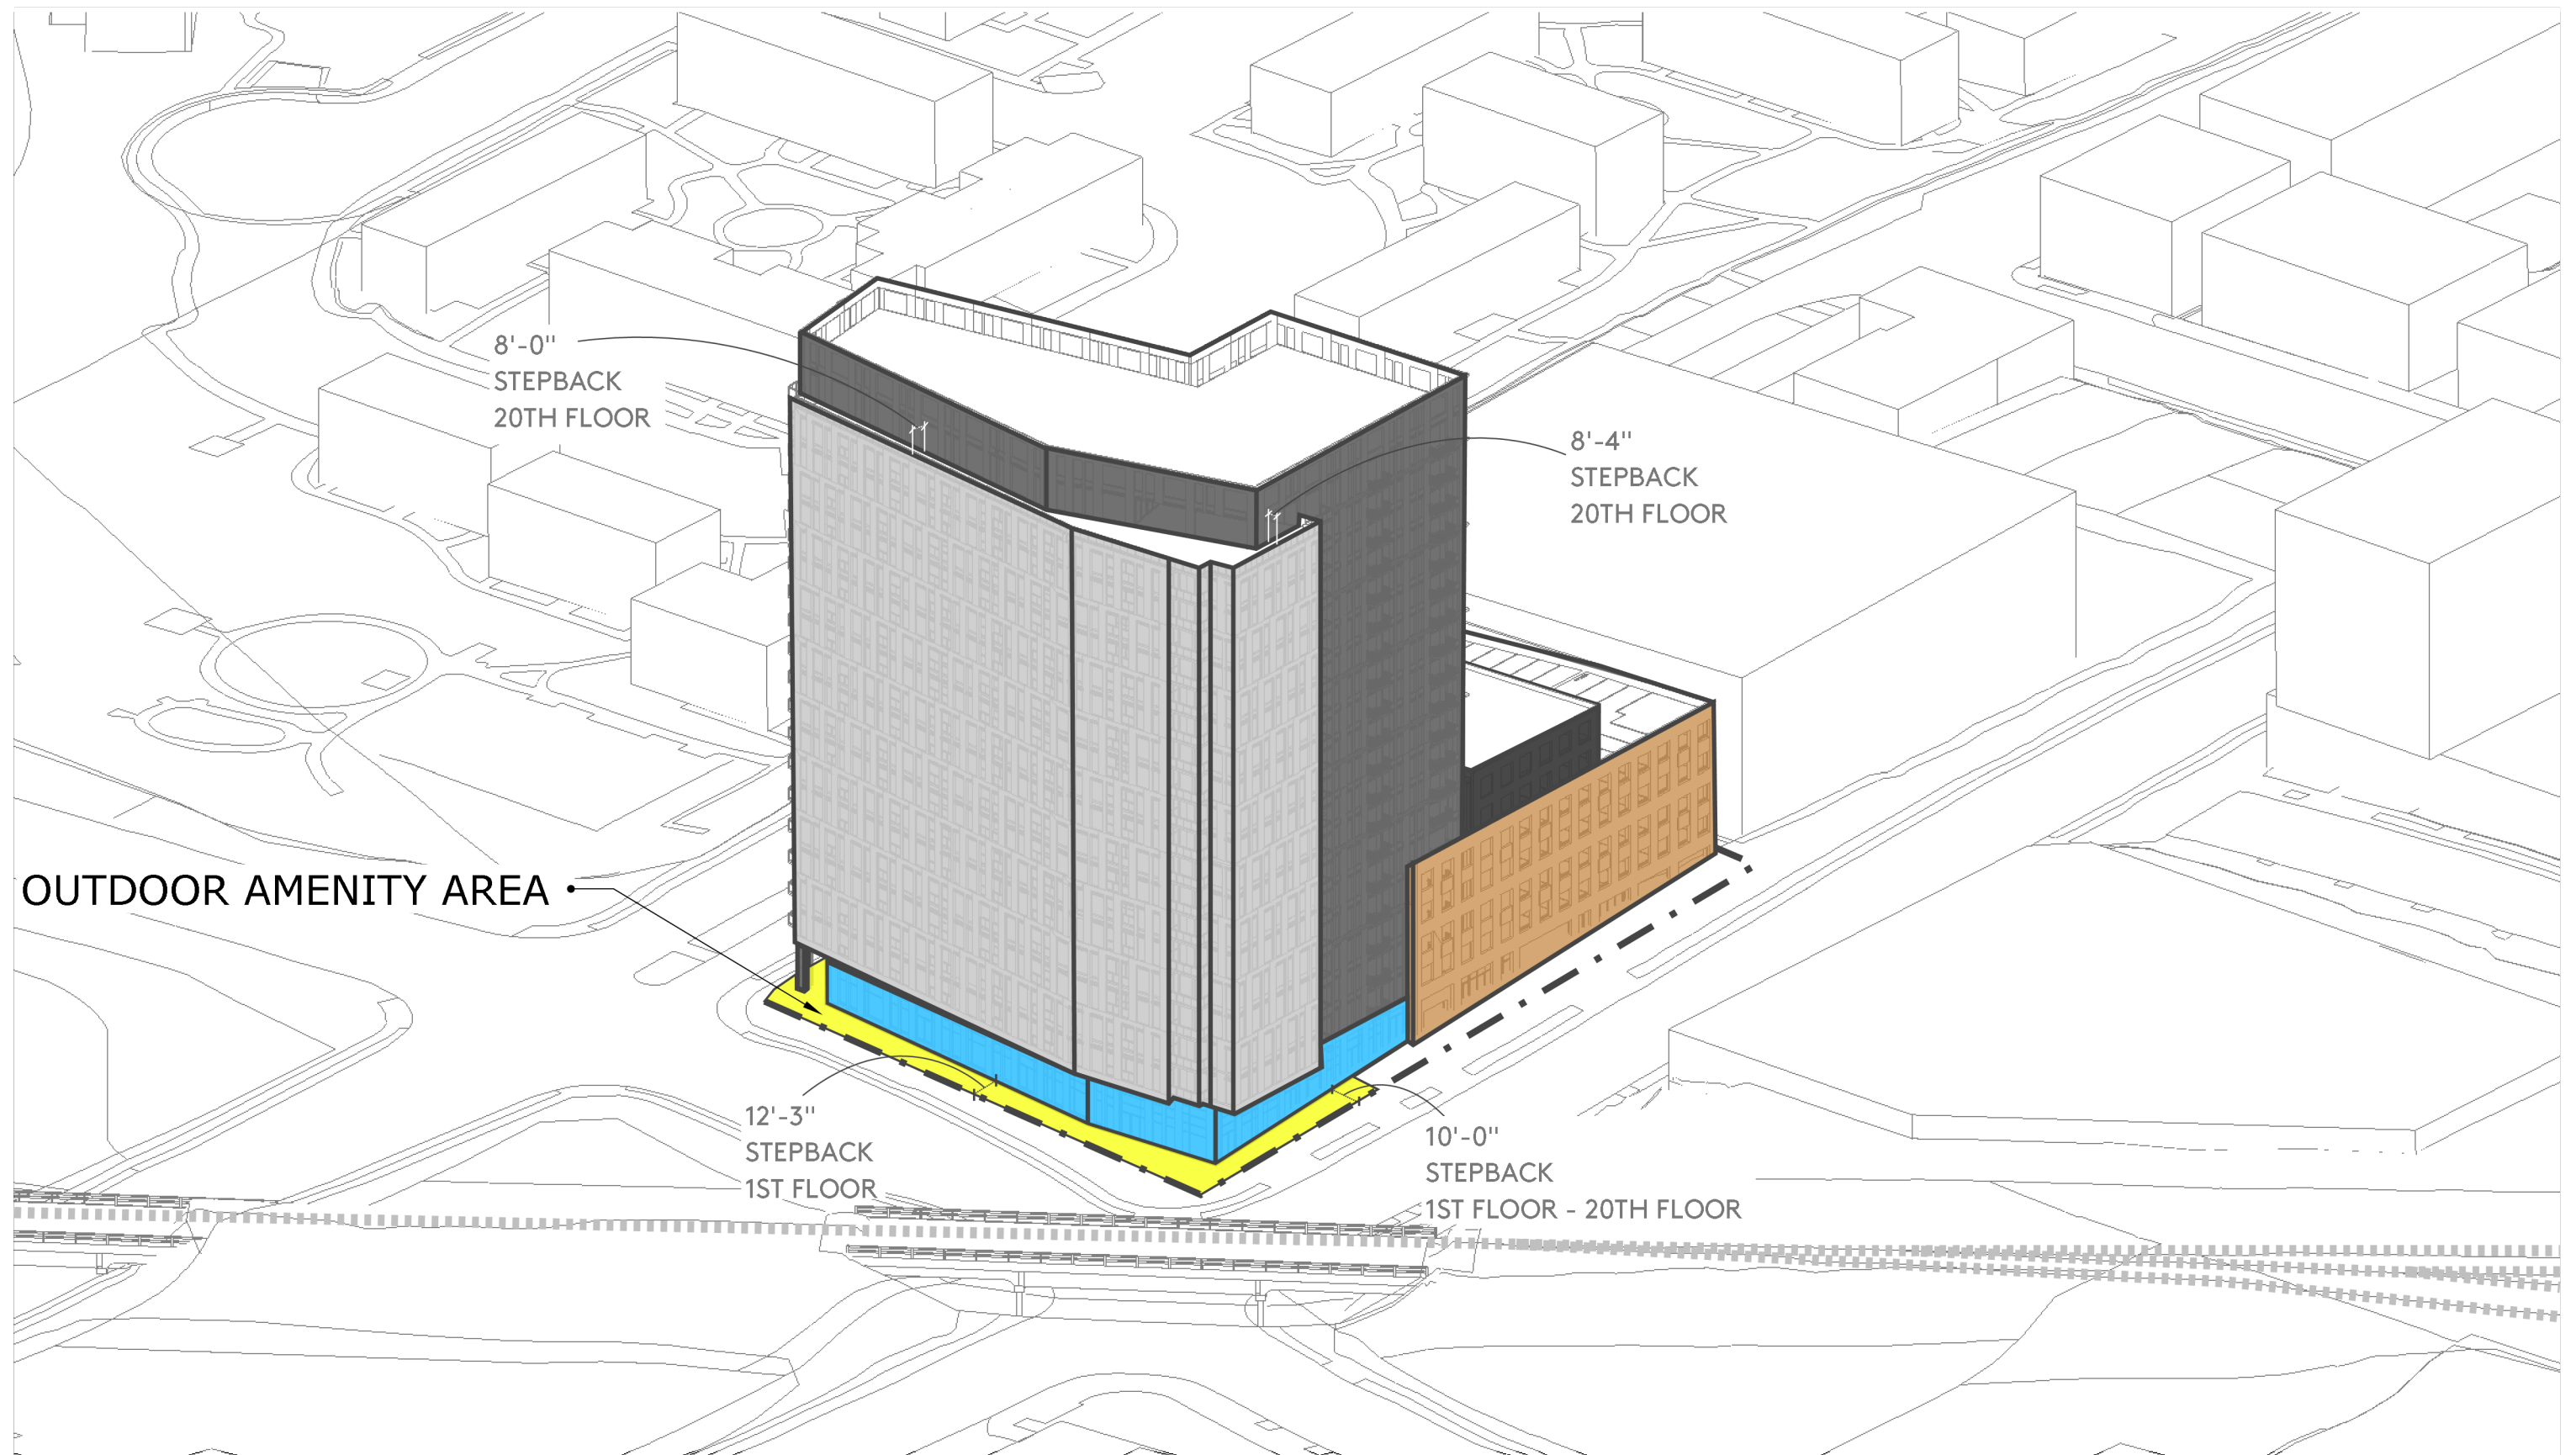 8'-0"
STEPBACK
20TH FLOOR
8'-4"
STEPBACK
20TH FLOOR
OUTDOOR AMENITY AREA
12'-3"
STEPBACK
1ST FLOOR
10'-0"
STEPBACK
1ST FLOOR - 20TH FLOOR